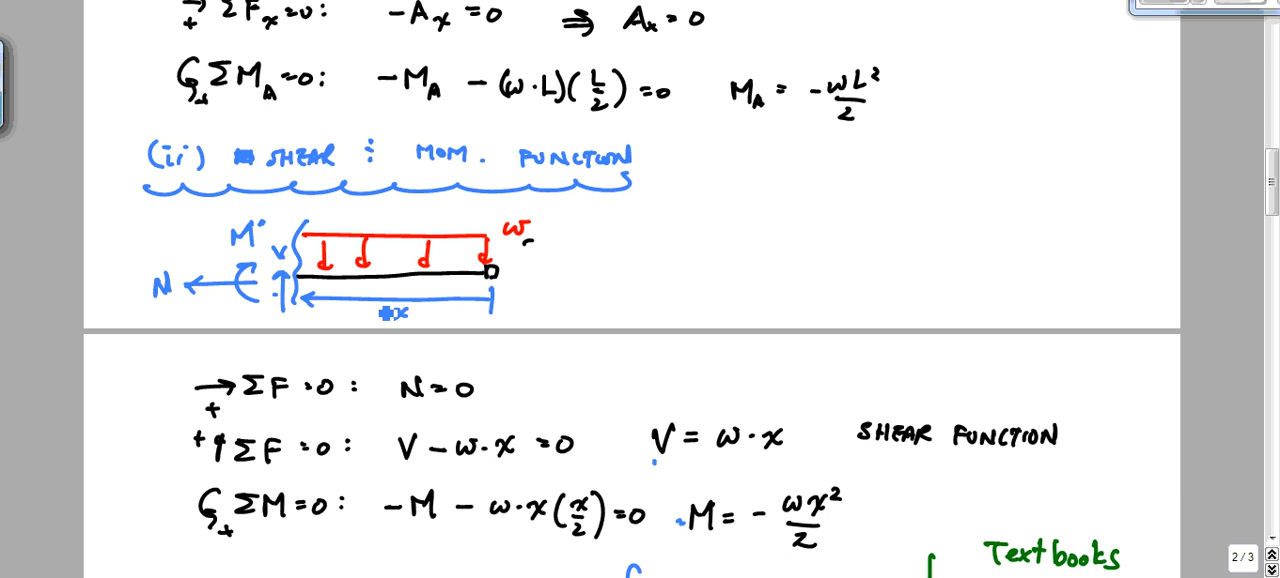 →+ ΣFx=0: -Ax = 0 ⇒ Ax = 0
↺+ ΣMA=0: -MA - (w·L)(L/2) = 0 MA = -wL²/2
(ii) SHEAR & MOM. FUNCTION
M w
V
N
x
→+ ΣF=0: N=0
+↑ ΣF=0: V - w·x = 0 V = w·x SHEAR FUNCTION
↺+ ΣM=0: -M - w·x(x/2) = 0 M = - wx²/2
Textbooks
2/3